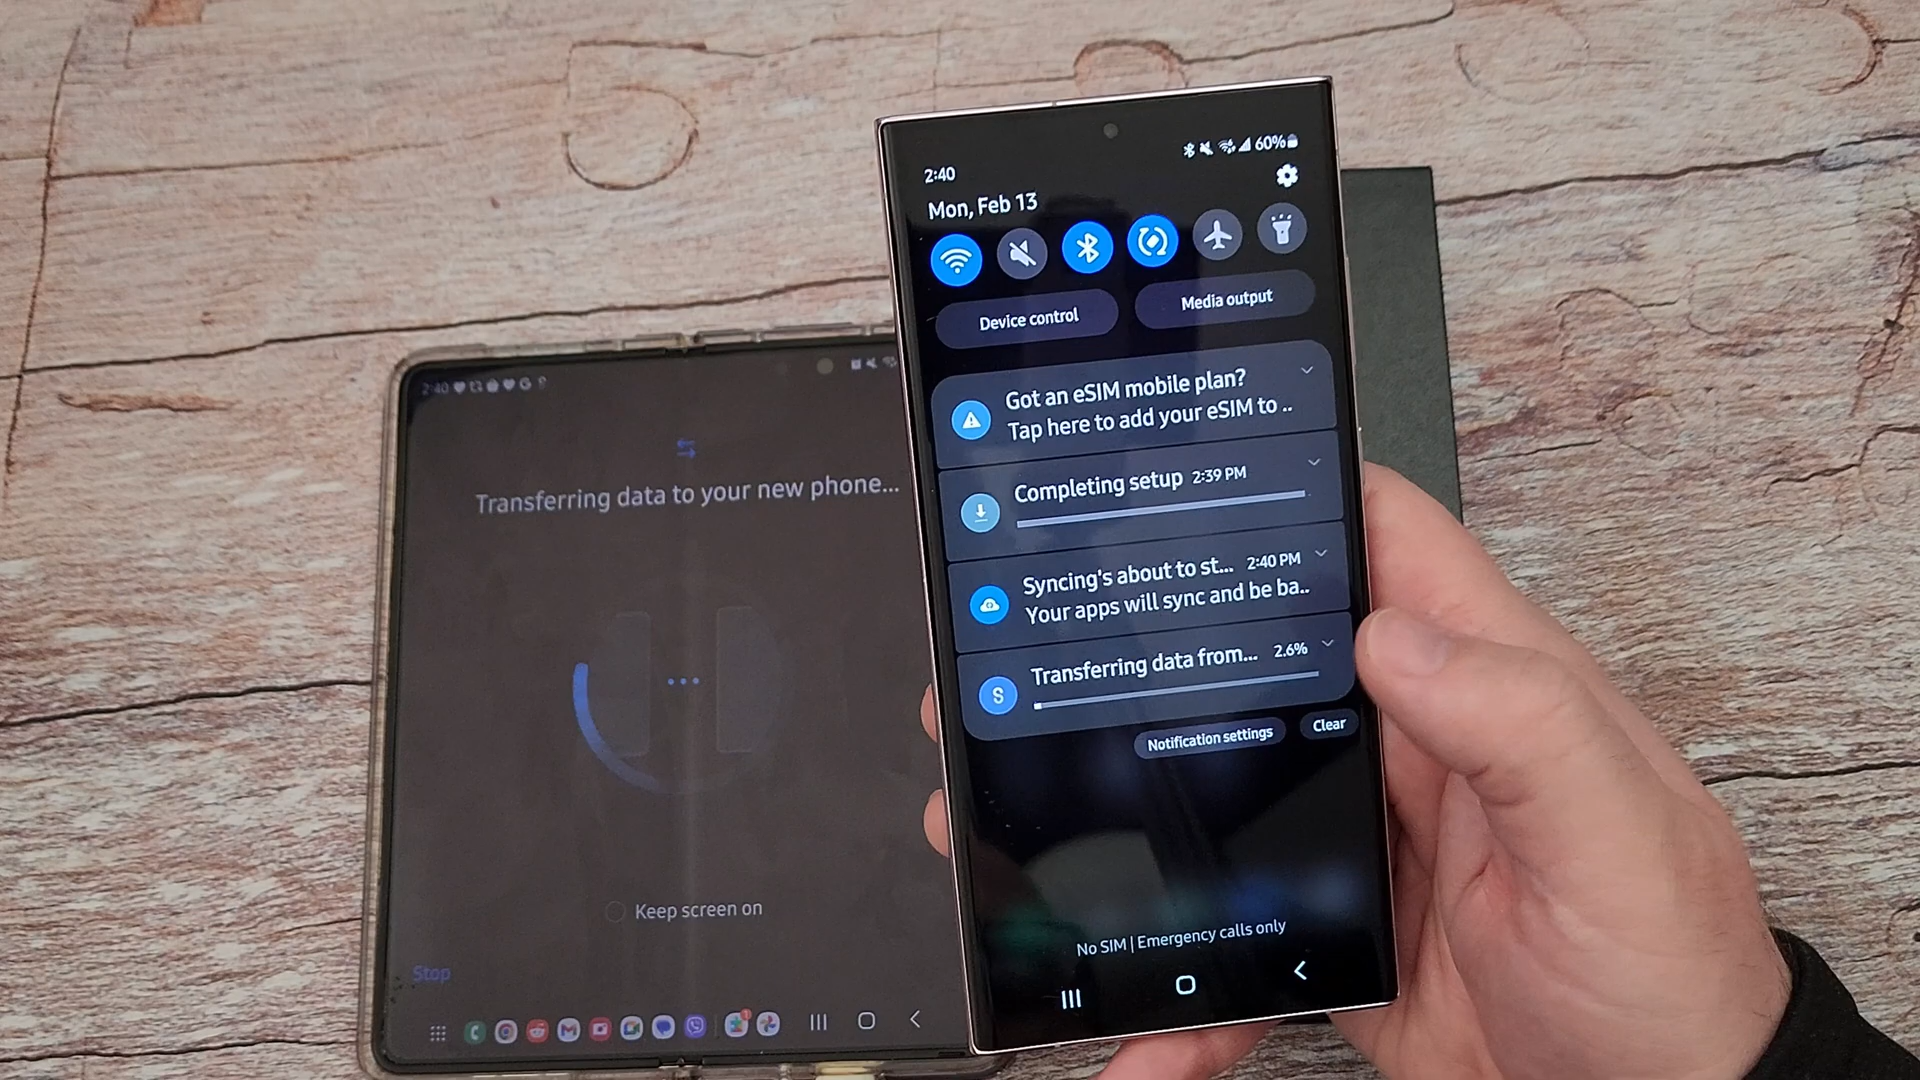 2:40
Transferring data to your new phone...
Keep screen on
Stop
60%
2:40
Mon, Feb 13
Device control
Media output
Got an eSIM mobile plan?
Tap here to add your eSIM to ..
Completing setup 2:39 PM
Syncing's about to st... 2:40 PM
Your apps will sync and be ba..
S
Transferring data from... 2.6%
Notification settings
Clear
No SIM | Emergency calls only